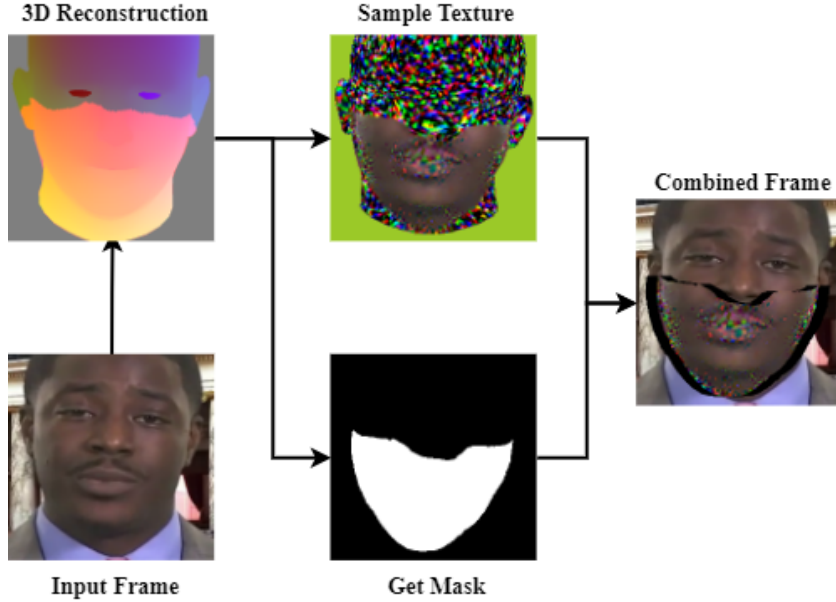 3D Reconstruction
Sample Texture
Combined Frame
Input Frame
Get Mask